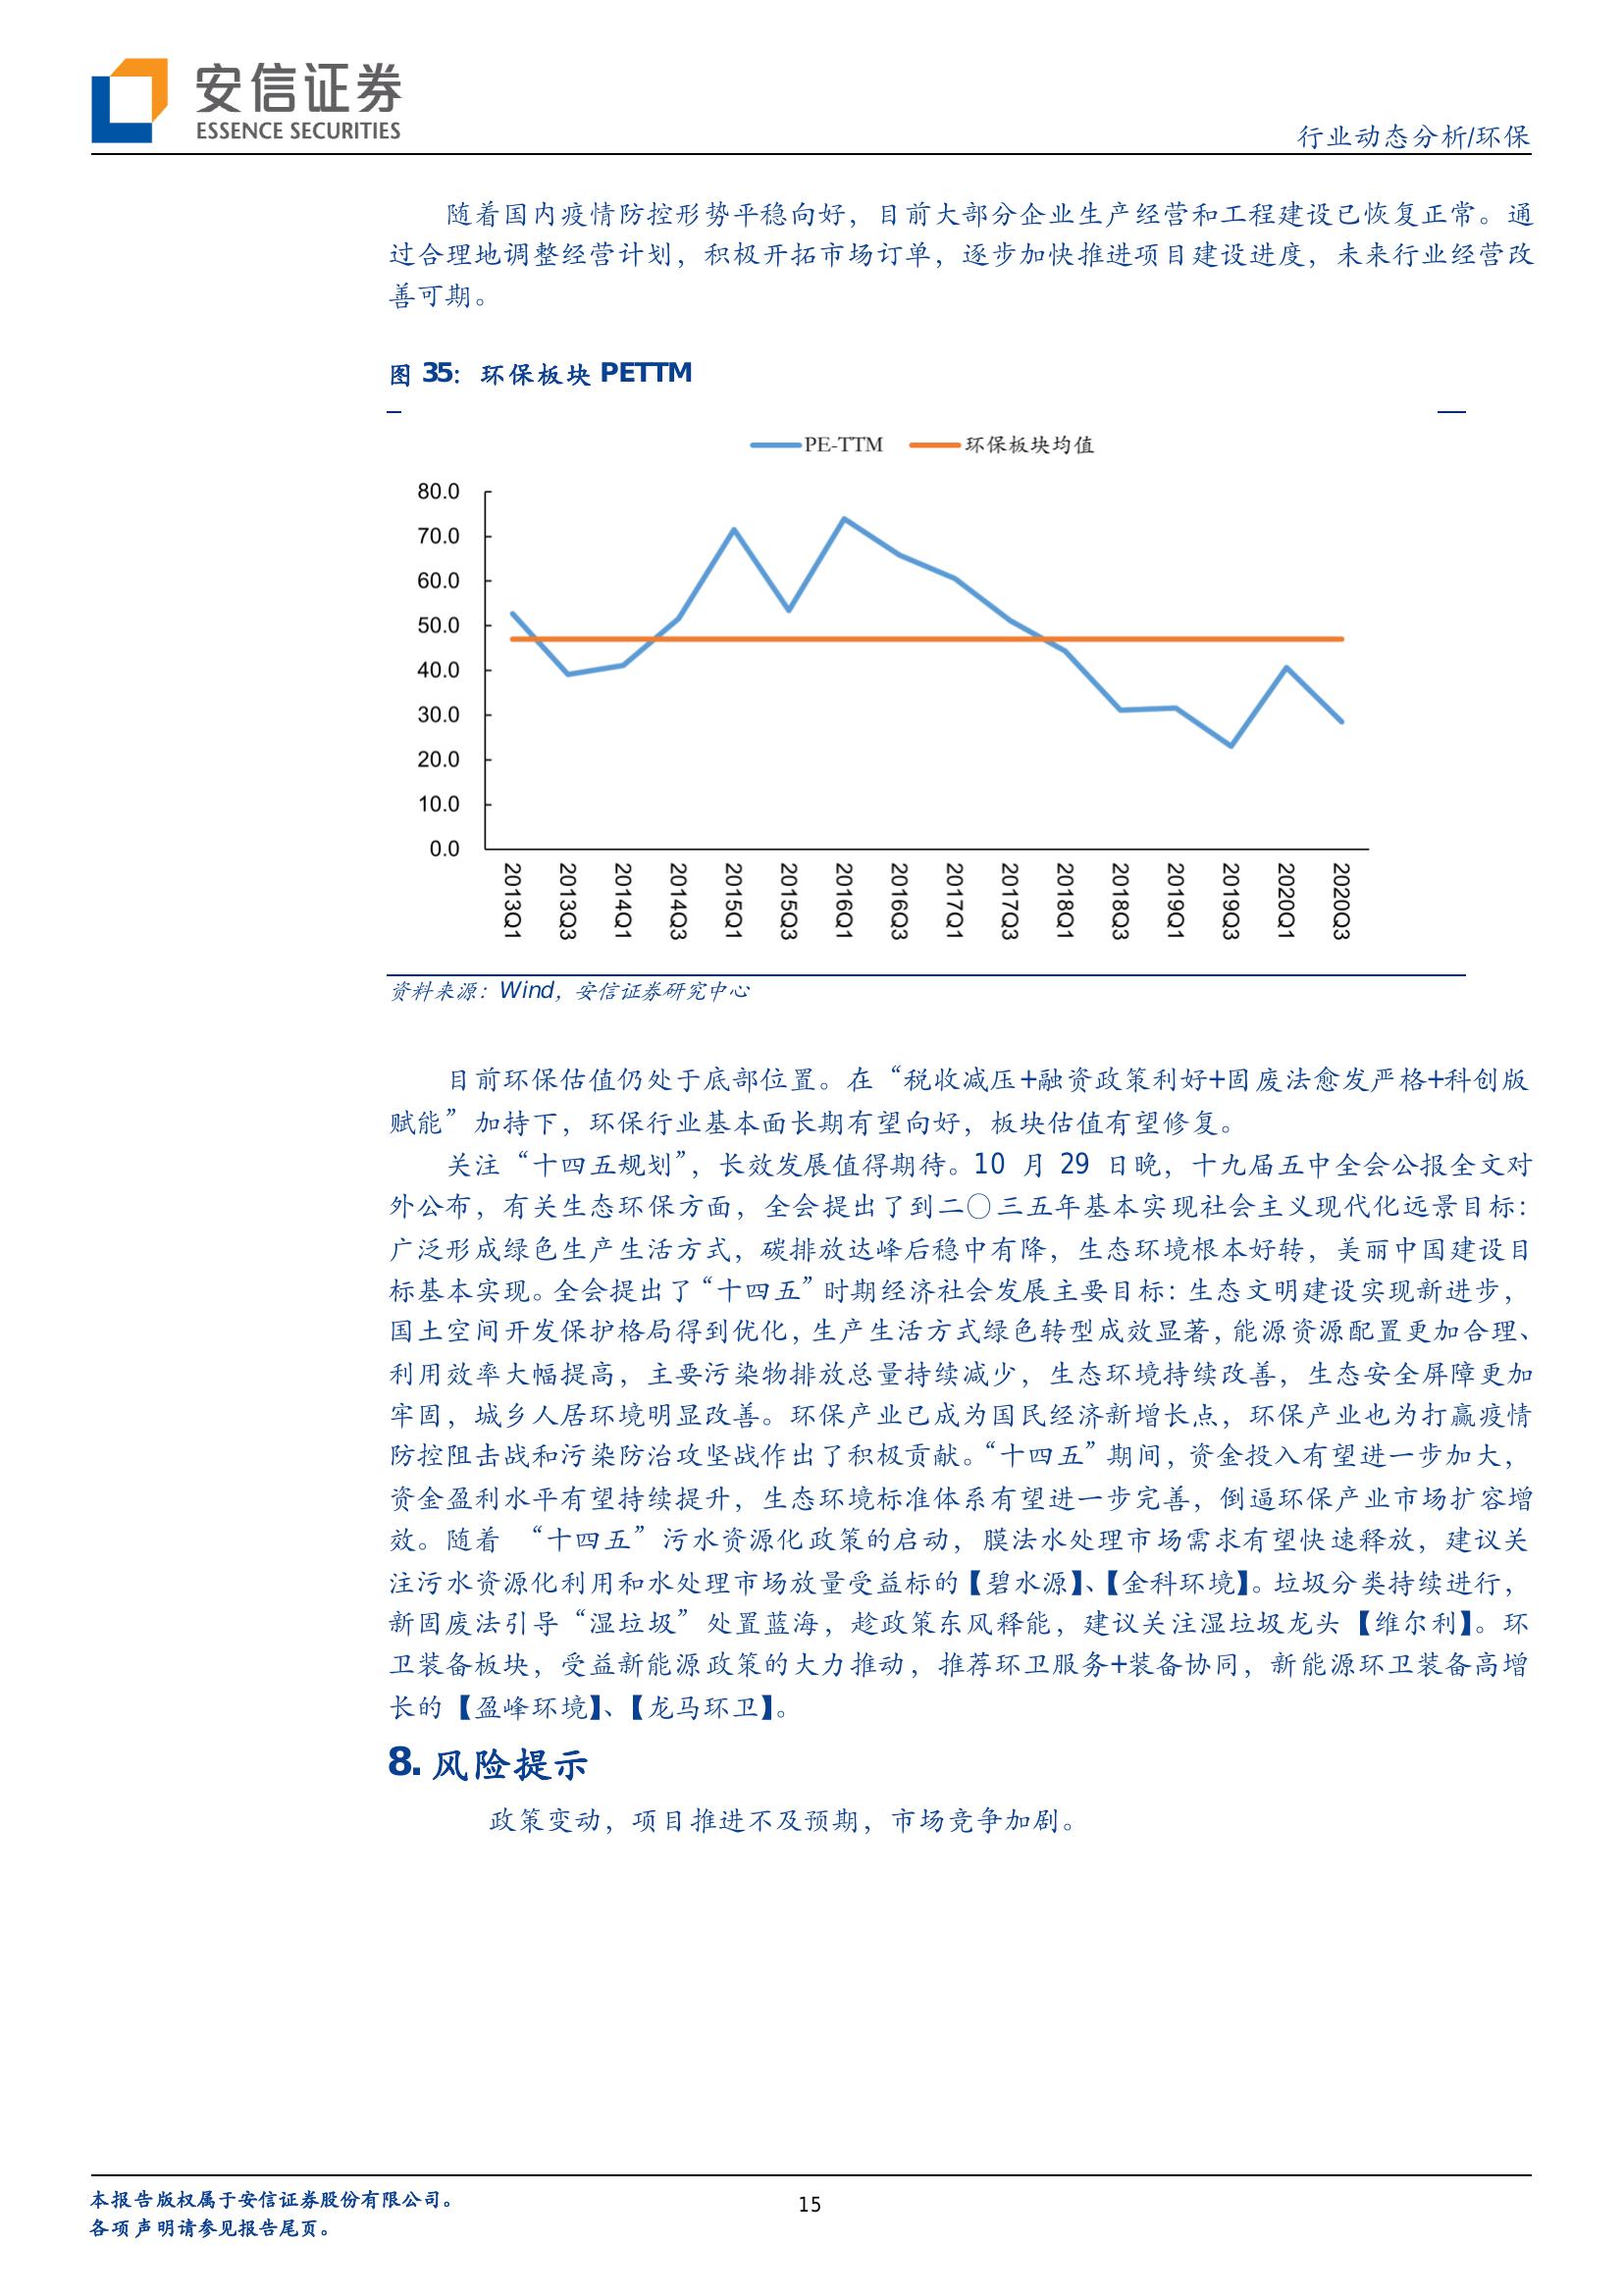 安信证券
ESSENCE SECURITIES
行业动态分析/环保
随着国内疫情防控形势平稳向好，目前大部分企业生产经营和工程建设已恢复正常。通
过合理地调整经营计划，积极开拓市场订单，逐步加快推进项目建设进度，未来行业经营改
善可期。
图 35：环保板块 PETTM
PE-TTM 环保板块均值
80.0
70.0
60.0
50.0
40.0
30.0
20.0
10.0
0.0
2013Q1 2013Q3 2014Q1 2014Q3 2015Q1 2015Q3 2016Q1 2016Q3 2017Q1 2017Q3 2018Q1 2018Q3 2019Q1 2019Q3 2020Q1 2020Q3
资料来源：Wind，安信证券研究中心
目前环保估值仍处于底部位置。在“税收减压+融资政策利好+固废法愈发严格+科创版
赋能”加持下，环保行业基本面长期有望向好，板块估值有望修复。
关注“十四五规划”，长效发展值得期待。10 月 29 日晚，十九届五中全会公报全文对
外公布，有关生态环保方面，全会提出了到二〇三五年基本实现社会主义现代化远景目标：
广泛形成绿色生产生活方式，碳排放达峰后稳中有降，生态环境根本好转，美丽中国建设目
标基本实现。全会提出了“十四五”时期经济社会发展主要目标：生态文明建设实现新进步，
国土空间开发保护格局得到优化，生产生活方式绿色转型成效显著，能源资源配置更加合理、
利用效率大幅提高，主要污染物排放总量持续减少，生态环境持续改善，生态安全屏障更加
牢固，城乡人居环境明显改善。环保产业已成为国民经济新增长点，环保产业也为打赢疫情
防控阻击战和污染防治攻坚战作出了积极贡献。“十四五”期间，资金投入有望进一步加大，
资金盈利水平有望持续提升，生态环境标准体系有望进一步完善，倒逼环保产业市场扩容增
效。随着 “十四五”污水资源化政策的启动，膜法水处理市场需求有望快速释放，建议关
注污水资源化利用和水处理市场放量受益标的【碧水源】、【金科环境】。垃圾分类持续进行，
新固废法引导“湿垃圾”处置蓝海，趁政策东风释能，建议关注湿垃圾龙头【维尔利】。环
卫装备板块，受益新能源政策的大力推动，推荐环卫服务+装备协同，新能源环卫装备高增
长的【盈峰环境】、【龙马环卫】。
8. 风险提示
政策变动，项目推进不及预期，市场竞争加剧。
本报告版权属于安信证券股份有限公司。
15
各项声明请参见报告尾页。